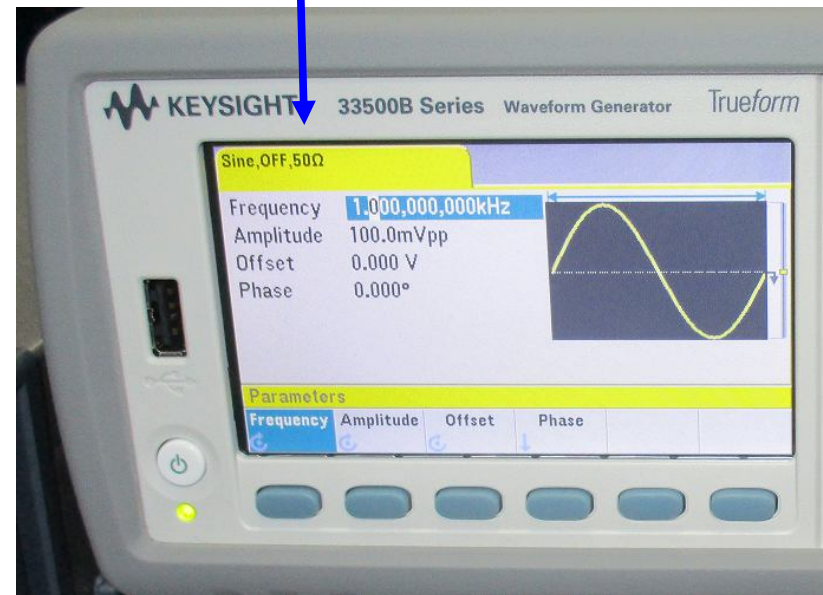 KEYSIGHT 33500B Series Waveform Generator Trueform
Sine,OFF,50Ω
Frequency 1.000,000,000kHz
Amplitude 100.0mVpp
Offset 0.000 V
Phase 0.000°
Parameters
Frequency Amplitude Offset Phase